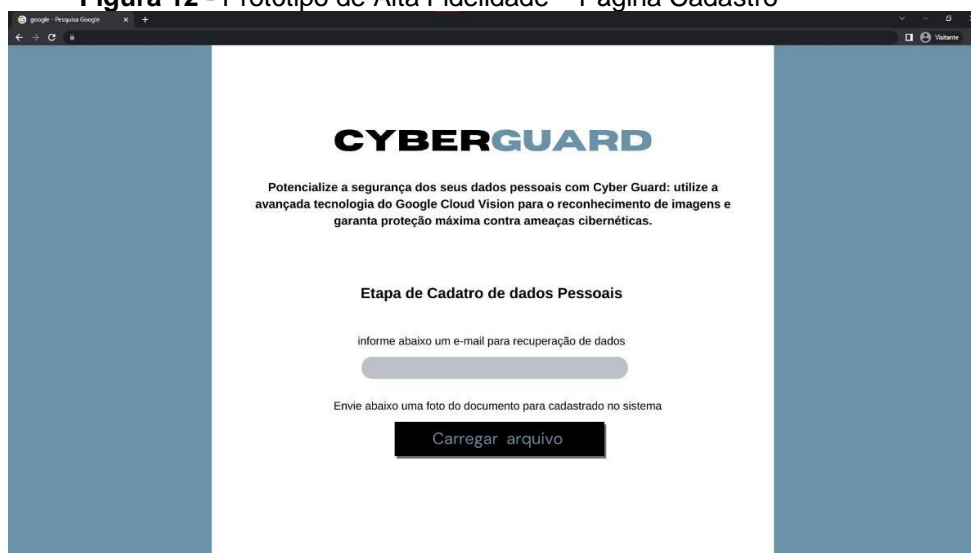 Figura 12 - Protótipo de Alta Fidelidade – Página Cadastro
google - Pesquisa Google
Visitante
CYBERGUARD
Potencialize a segurança dos seus dados pessoais com Cyber Guard: utilize a
avançada tecnologia do Google Cloud Vision para o reconhecimento de imagens e
garanta proteção máxima contra ameaças cibernéticas.
Etapa de Cadatro de dados Pessoais
informe abaixo um e-mail para recuperação de dados
Envie abaixo uma foto do documento para cadastrado no sistema
Carregar arquivo